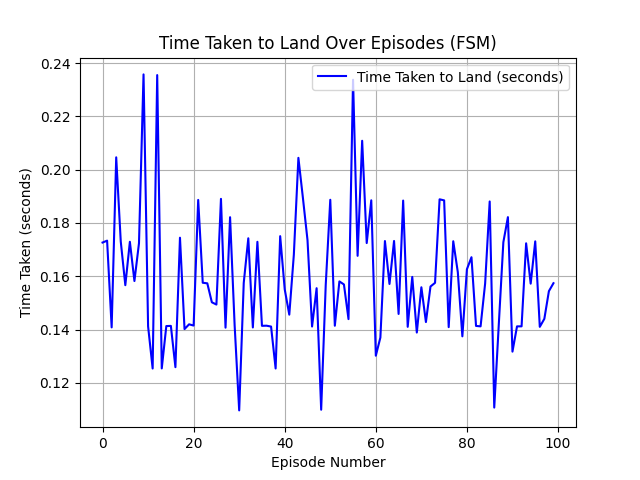 Time Taken to Land Over Episodes (FSM)
Time Taken to Land (seconds)
Time Taken (seconds)
0.24
0.22
0.20
0.18
0.16
0.14
0.12
0 20 40 60 80 100
Episode Number